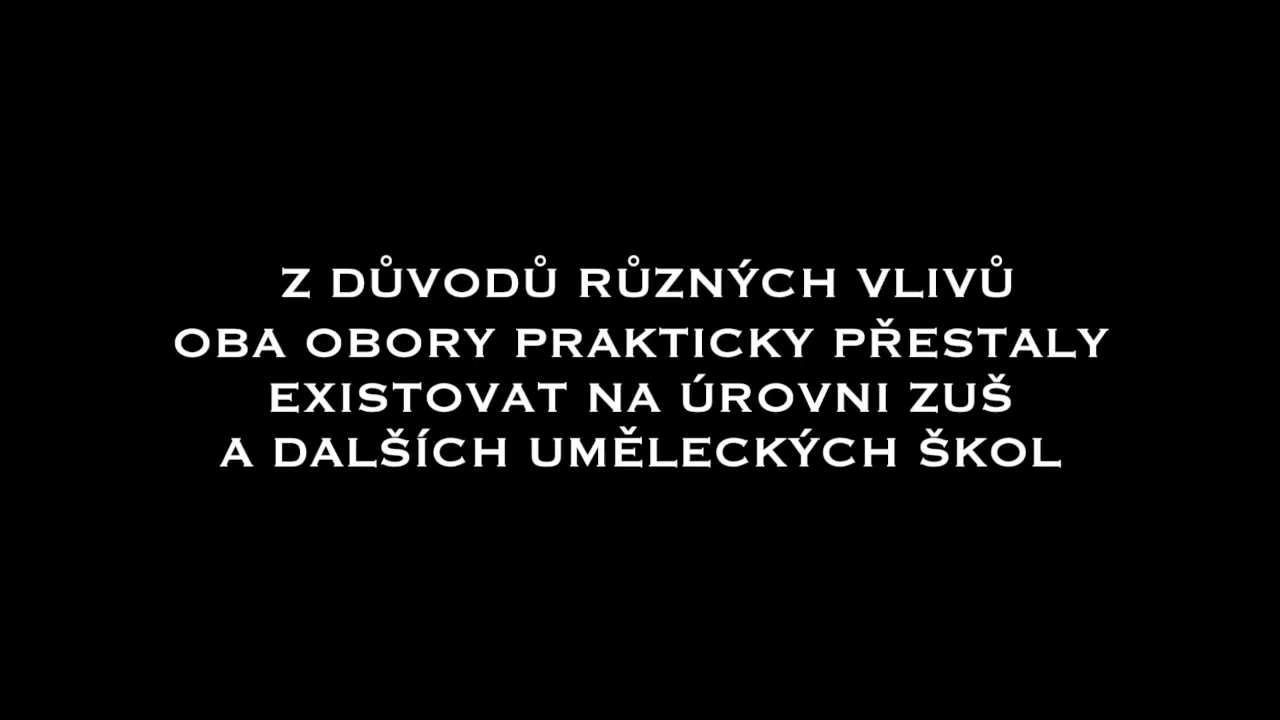 Z DŮVODŮ RŮZNÝCH VLIVŮ
OBA OBORY PRAKTICKY PŘESTALY
EXISTOVAT NA ÚROVNI ZUŠ
A DALŠÍCH UMĚLECKÝCH ŠKOL